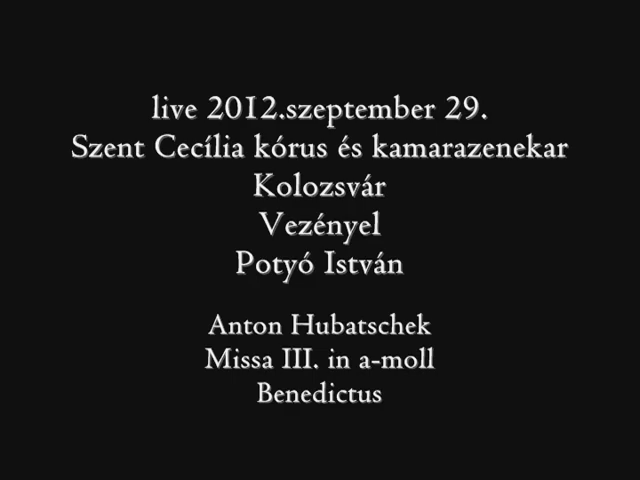 live 2012.szeptember 29.
Szent Cecília kórus és kamarazenekar
Kolozsvár
Vezényel
Potyó István
Anton Hubatschek
Missa III. in a-moll
Benedictus